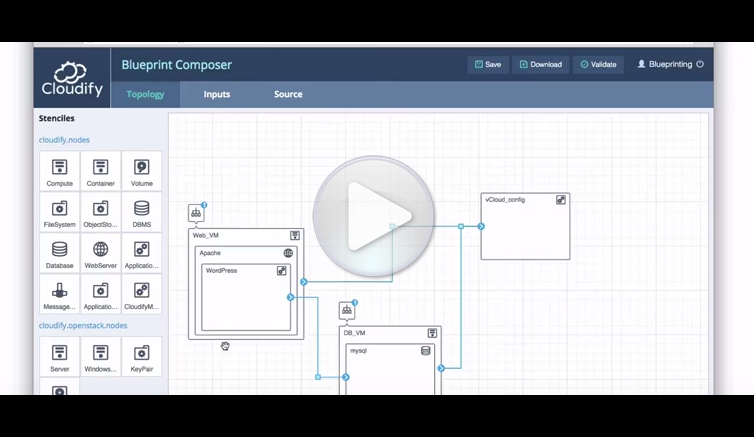 Cloudify
Blueprint Composer
Save
Download
Validate
Blueprinting
Topology
Inputs
Source
Stenciles
cloudify.nodes
Compute
Container
Volume
FileSystem
ObjectSto...
DBMS
Database
WebServer
Applicatio...
Message...
Applicatio...
CloudifyM...
cloudify.openstack.nodes
Server
Windows...
KeyPair
1
Web_VM
Apache
WordPress
vCloud_config
1
DB_VM
mysql